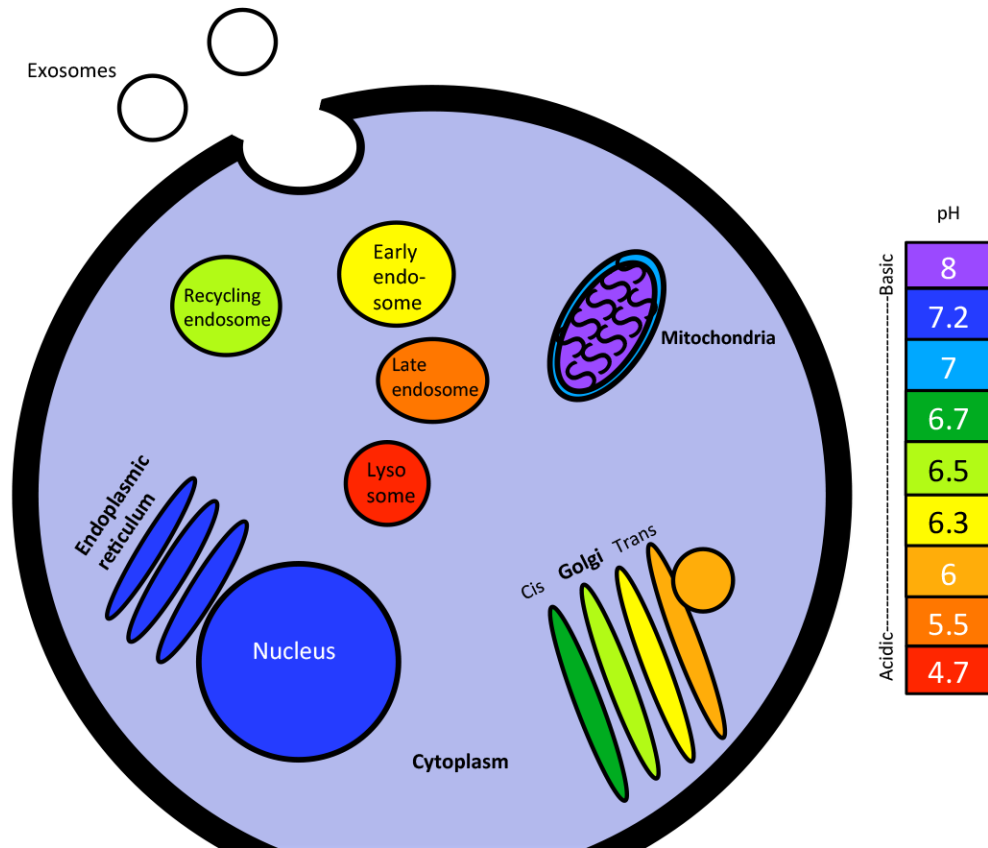 Exosomes
Early
endo-
some
Recycling
endosome
Late
endosome
Lyso
some
Mitochondria
Endoplasmic
reticulum
Nucleus
Cis
Golgi
Trans
Cytoplasm
pH
8
7.2
7
6.7
6.5
6.3
6
5.5
4.7
Basic
Acidic